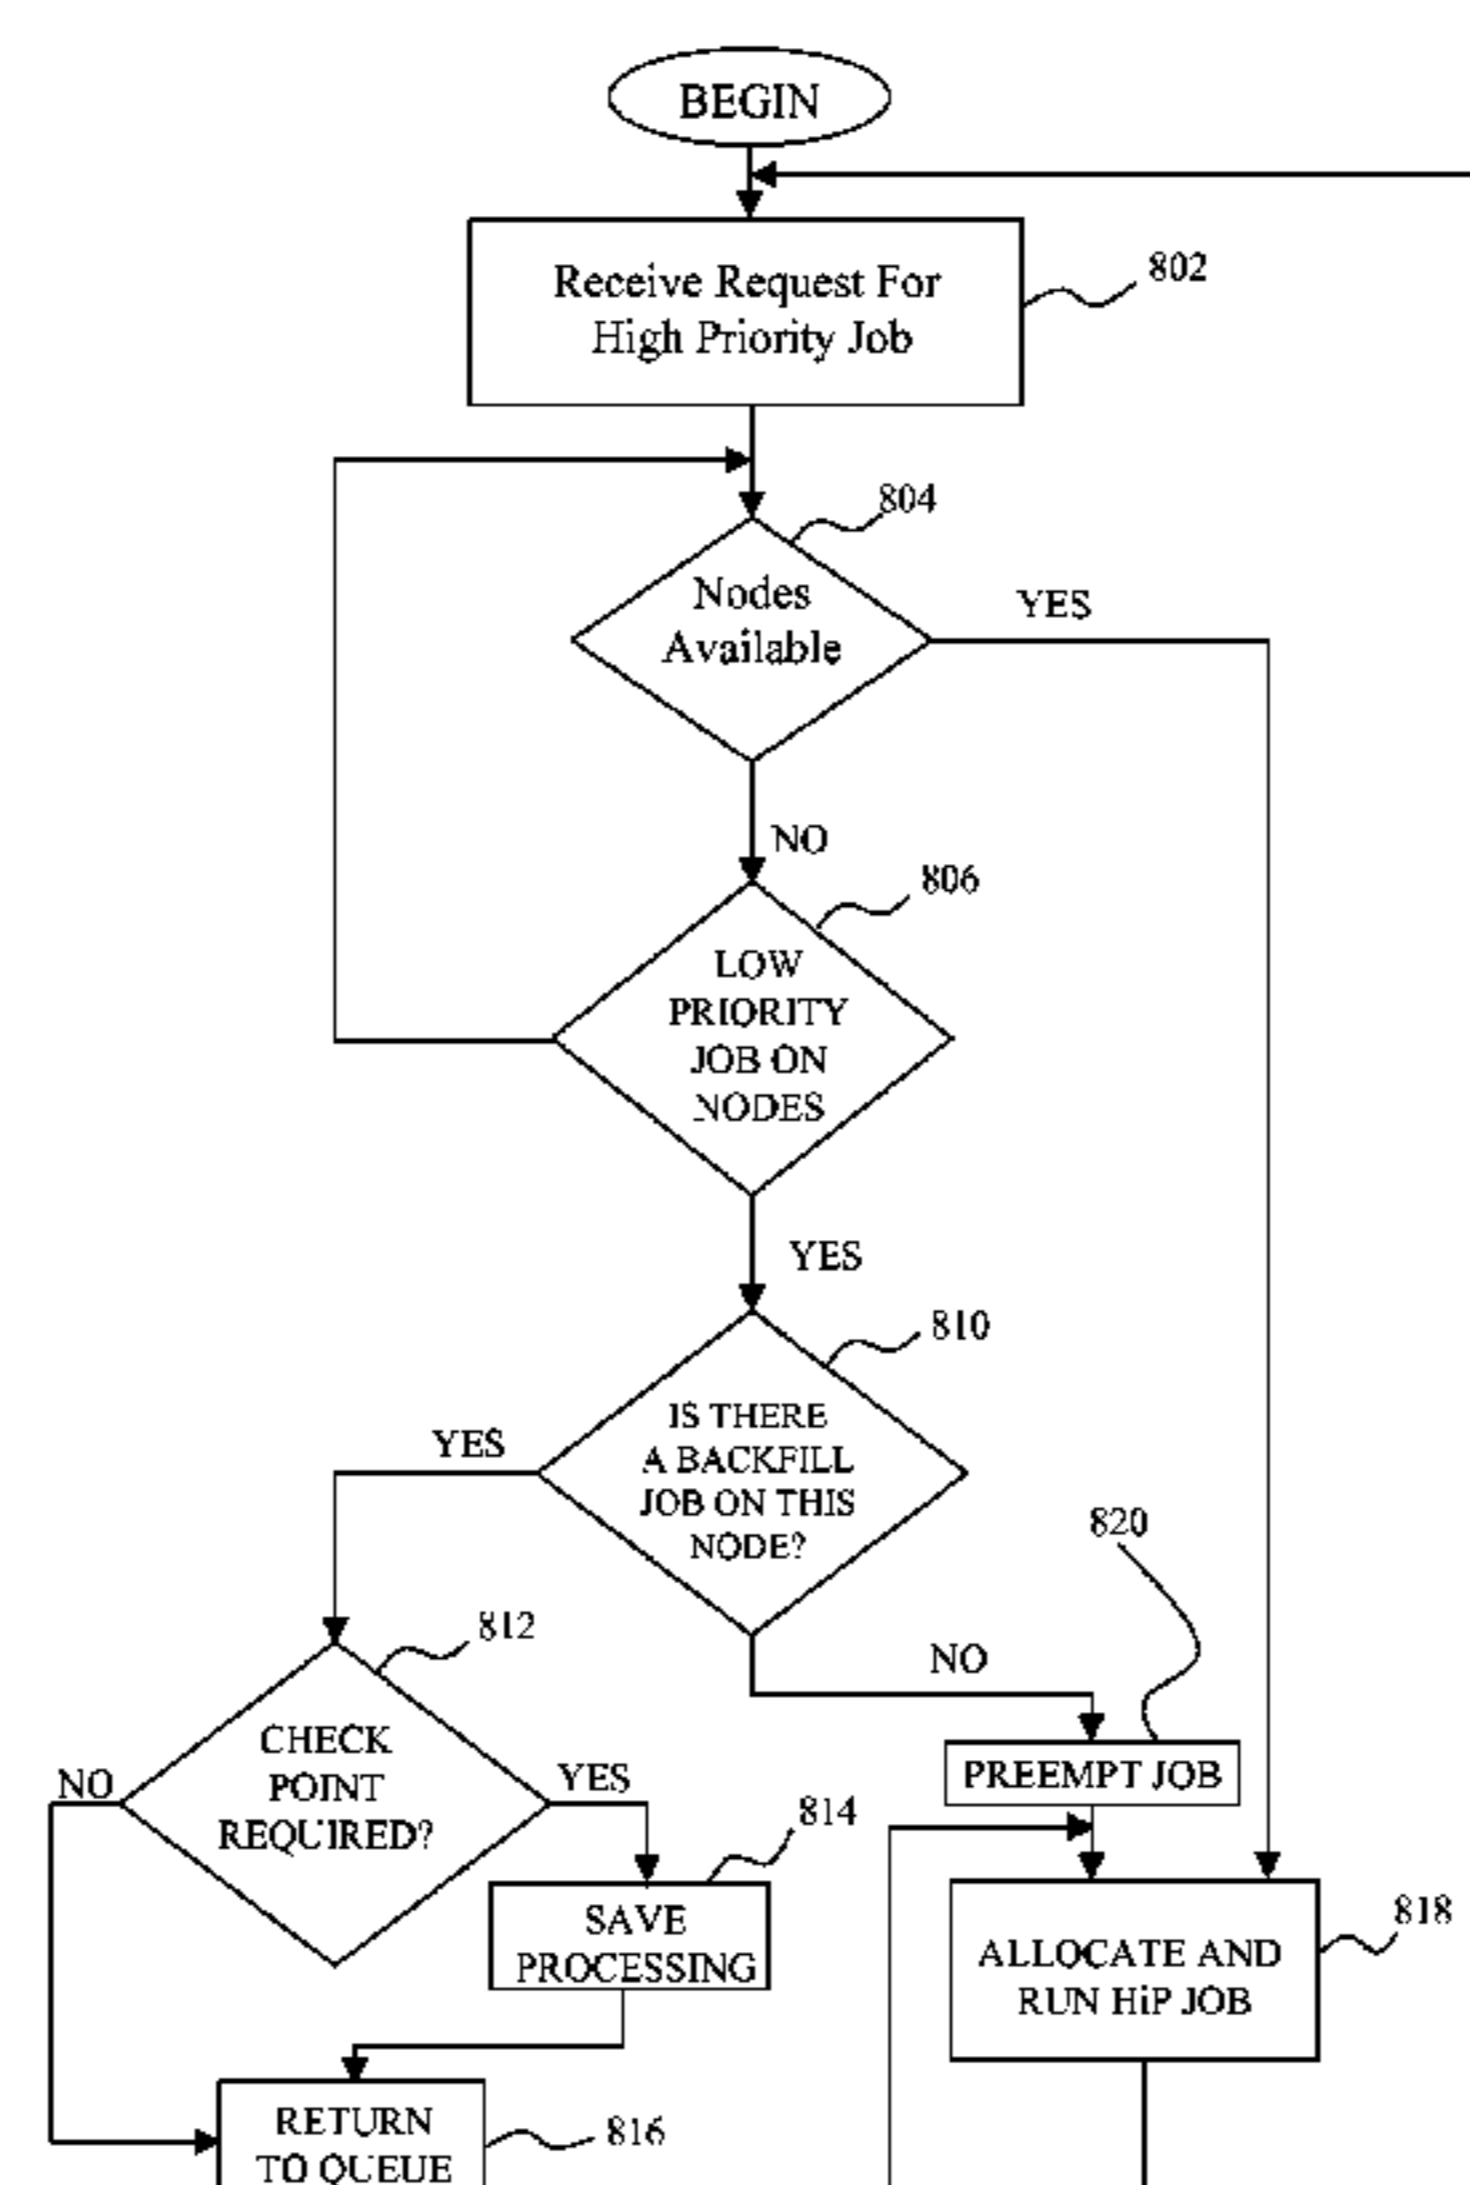 BEGIN
Receive Request For
High Priority Job
802
804
Nodes
Available
YES
NO
806
LOW
PRIORITY
JOB ON
NODES
YES
810
IS THERE
A BACKFILL
JOB ON THIS
NODE?
YES
820
812
NO
CHECK
POINT
REQUIRED?
NO
YES
PREEMPT JOB
814
SAVE
PROCESSING
818
ALLOCATE AND
RUN HiP JOB
RETURN
TO QUEUE
816